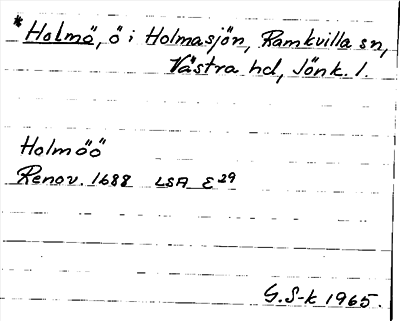 * Holmö, ö i Holmasjön, Ramkvilla sn,
Västra hd, Jönk. l.
Holmöö
Renov. 1688 LSA E 29
G. S-k 1965.